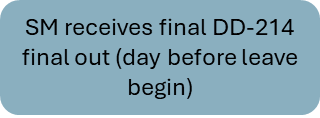 SM receives final DD-214
final out (day before leave
begin)